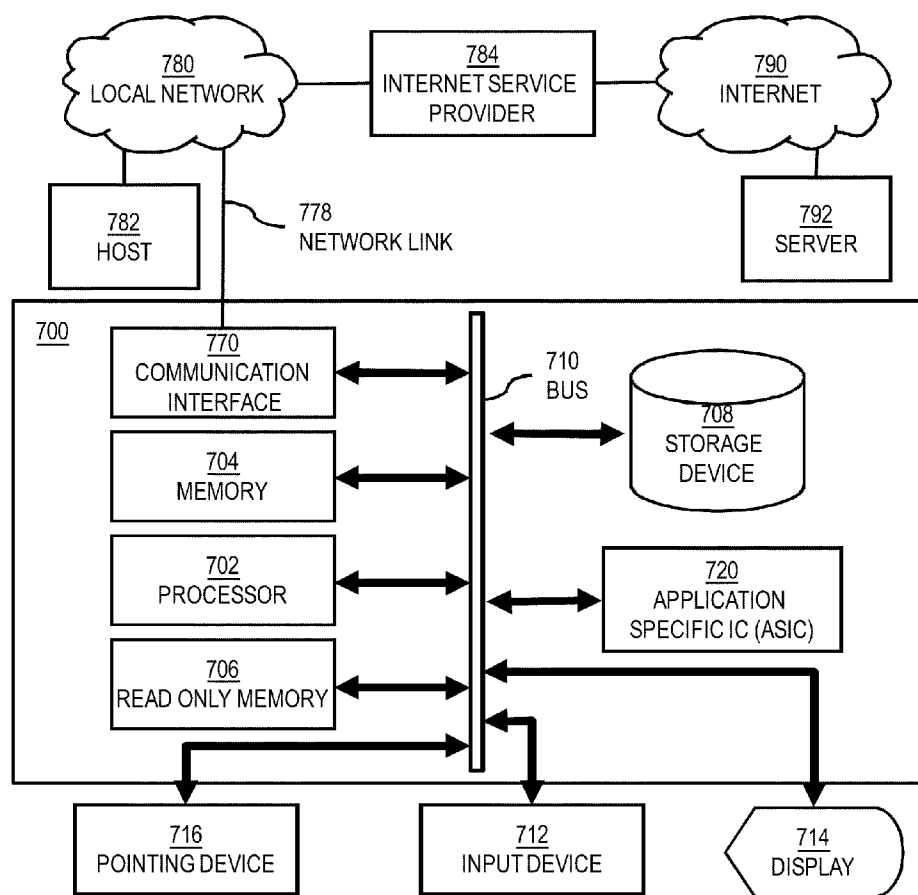 780
LOCAL NETWORK
784
INTERNET SERVICE
PROVIDER
790
INTERNET
782
HOST
778
NETWORK LINK
792
SERVER
700
770
COMMUNICATION
INTERFACE
710
BUS
708
STORAGE
DEVICE
704
MEMORY
702
PROCESSOR
720
APPLICATION
SPECIFIC IC (ASIC)
706
READ ONLY MEMORY
716
POINTING DEVICE
712
INPUT DEVICE
714
DISPLAY